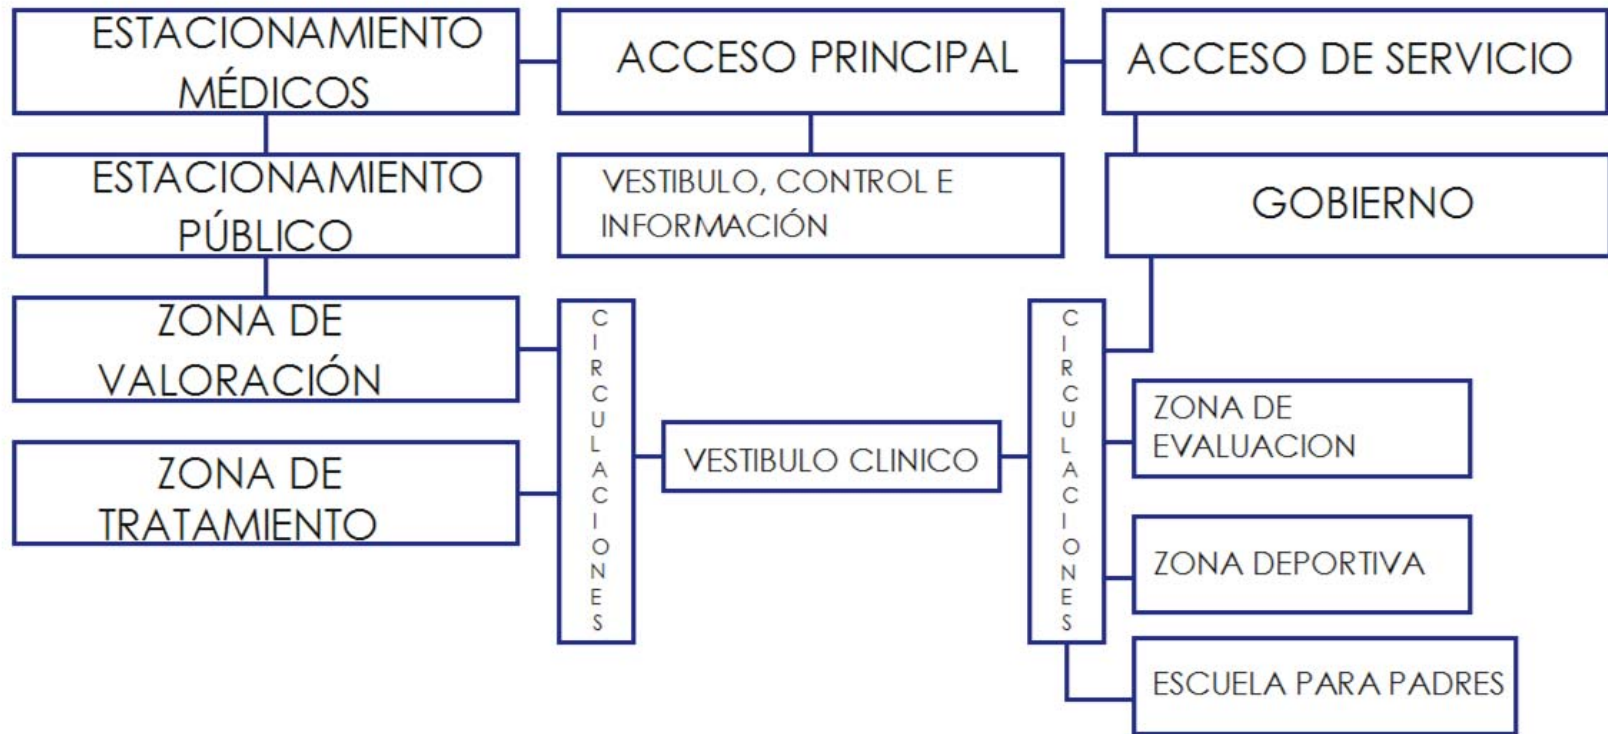 ESTACIONAMIENTO
MÉDICOS
ACCESO PRINCIPAL
ACCESO DE SERVICIO
ESTACIONAMIENTO
PÚBLICO
VESTIBULO, CONTROL E
INFORMACIÓN
GOBIERNO
ZONA DE
VALORACIÓN
ZONA DE
TRATAMIENTO
CIRCULACIONES
VESTIBULO CLINICO
CIRCULACIONES
ZONA DE
EVALUACION
ZONA DEPORTIVA
ESCUELA PARA PADRES